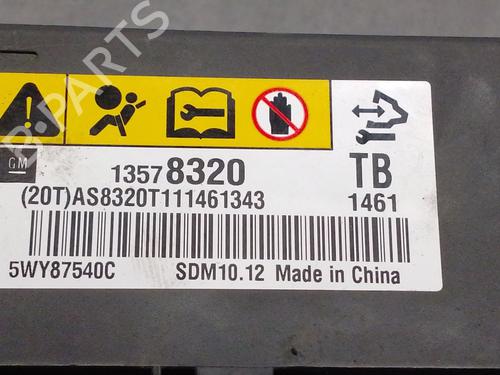 B-PARTS
GM
13578320 TB
(20T)AS8320T111461343 1461
5WY87540C SDM10.12 Made in China